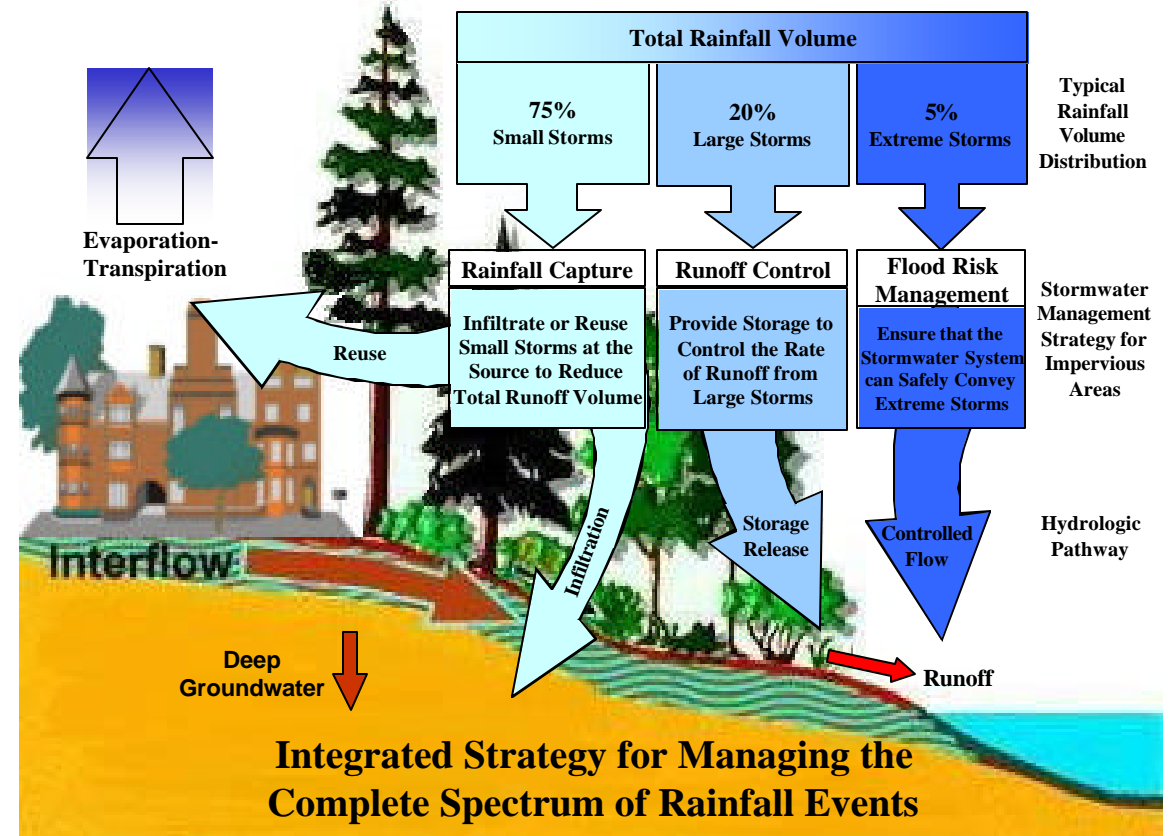 Total Rainfall Volume
75%
Small Storms
20%
Large Storms
5%
Extreme Storms
Typical
Rainfall
Volume
Distribution
Evaporation-
Transpiration
Rainfall Capture
Infiltrate or Reuse
Small Storms at the
Source to Reduce
Total Runoff Volume
Runoff Control
Provide Storage to
Control the Rate
of Runoff from
Large Storms
Flood Risk
Management
Ensure that the
Stormwater System
can Safely Convey
Extreme Storms
Stormwater
Management
Strategy for
Impervious
Areas
Reuse
Infiltration
Storage
Release
Controlled
Flow
Hydrologic
Pathway
Interflow
Deep
Groundwater
Runoff
Integrated Strategy for Managing the
Complete Spectrum of Rainfall Events